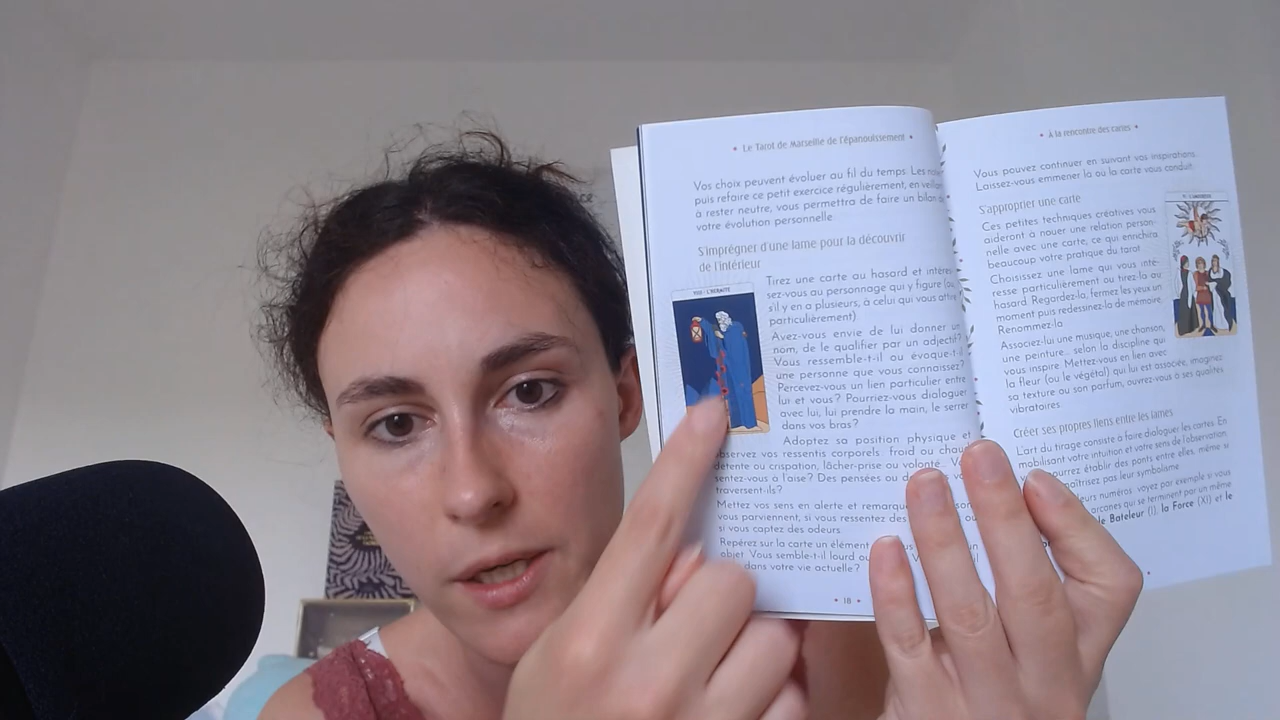 • Le Tarot de Marseille de l'épanouissement •
Vos choix peuvent évoluer au fil du temps. Les
puis refaire ce petit exercice régulièrement, en
à rester neutre, vous permettra de faire un bilan
votre évolution personnelle.
S'imprégner d'une lame pour la découvrir
de l'intérieur
VIIII · L'HERMITE
Tirez une carte au hasard et
sez-vous au personnage qui y figure (ou
s'il y en a plusieurs, à celui qui vous attire
particulièrement)
Avez-vous envie de lui donner un
nom, de le qualifier par un adjectif?
Vous ressemble-t-il ou évoque-t-il
une personne que vous connaissez?
Percevez-vous un lien particulier entre
lui et vous? Pourriez-vous dialoguer
avec lui, lui prendre la main, le serrer
dans vos bras?
Adoptez sa position physique et
observez vos ressentis corporels : froid ou chaud,
détente ou crispation, lâcher-prise ou volonté...
sentez-vous à l'aise? Des pensées ou
traversent-ils?
Mettez vos sens en alerte et
vous parviennent, si vous ressentez des
si vous captez des odeurs.
Repérez sur la carte un élément
objet. Vous semble-t-il lourd ou
dans votre vie actuelle?
• 18 •
• À la rencontre des cartes •
Vous pouvez continuer en suivant vos inspirations.
Laissez-vous emmener là où la carte vous conduit.
S'approprier une carte
Ces petites techniques créatives vous
aideront à nouer une relation person-
nelle avec une carte, ce qui enrichira
beaucoup votre pratique du tarot.
Choisissez une lame qui vous inté-
resse particulièrement ou tirez-la au
hasard. Regardez-la, fermez les yeux un
moment puis redessinez-la de mémoire.
Renommez-la.
Associez-lui une musique, une chanson,
une peinture... selon la discipline qui
vous inspire. Mettez-vous en lien avec
la fleur (ou le végétal) qui lui est associée, imaginez
sa texture ou son parfum, ouvrez-vous à ses qualités
vibratoires.
Créer ses propres liens entre les lames
L'art du tirage consiste à faire dialoguer les cartes. En
mobilisant votre intuition et votre sens de l'observation,
pourrez établir des ponts entre elles, même si
maîtrisez pas leur symbolisme.
leurs numéros : voyez par exemple si vous
arcanes qui se terminent par un même
le Bateleur (I), la Force (XI) et le